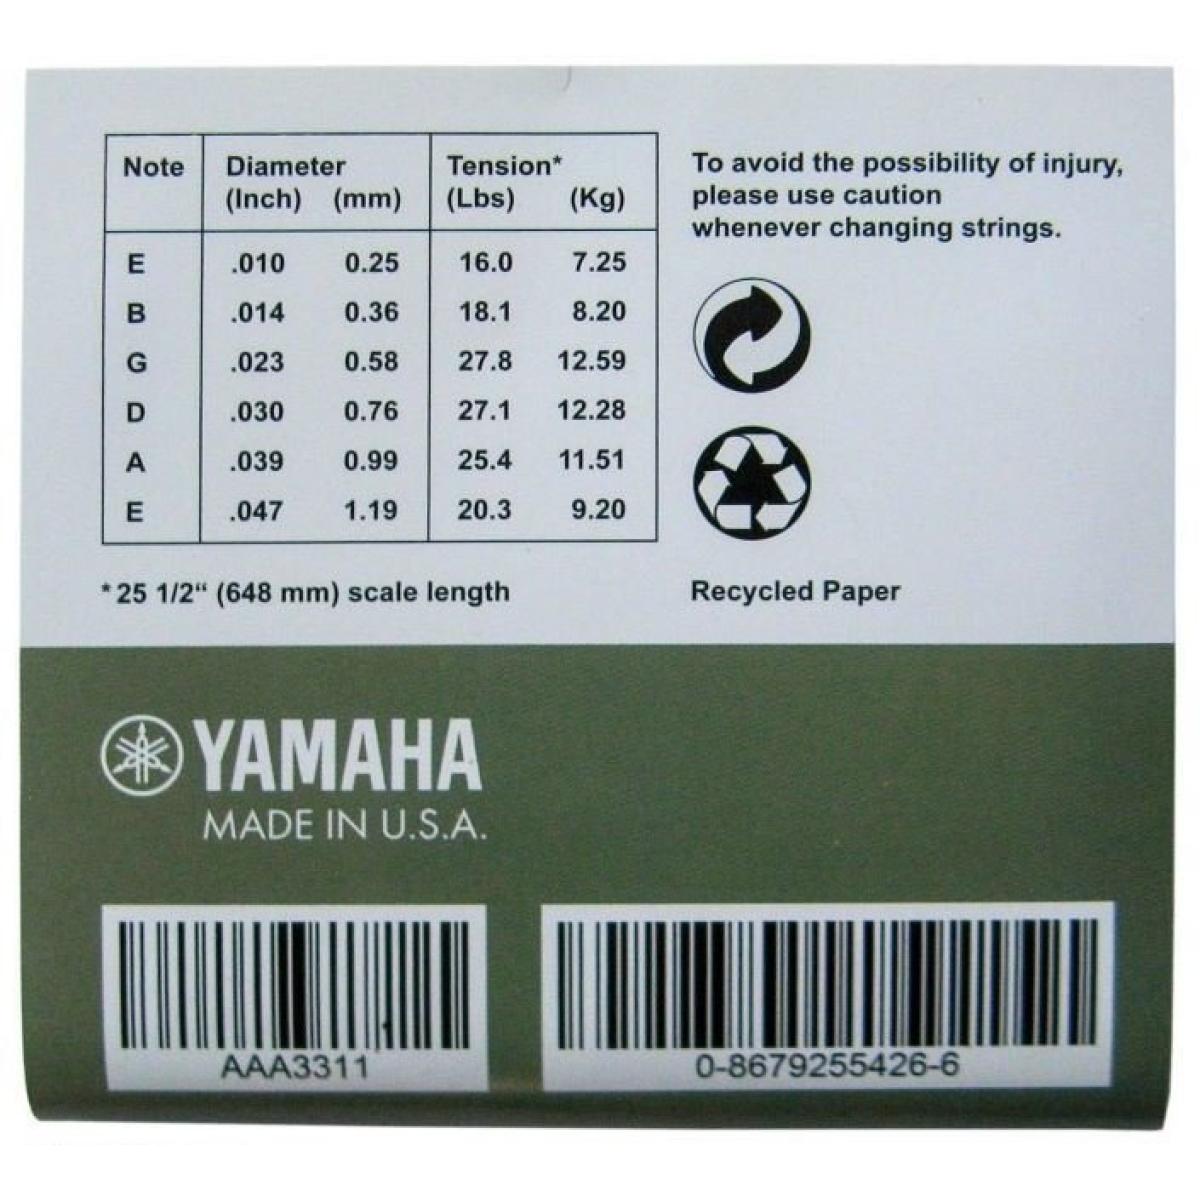 Note Diameter Tension*
(Inch) (mm) (Lbs) (Kg)
E .010 0.25 16.0 7.25
B .014 0.36 18.1 8.20
G .023 0.58 27.8 12.59
D .030 0.76 27.1 12.28
A .039 0.99 25.4 11.51
E .047 1.19 20.3 9.20
* 25 1/2“ (648 mm) scale length
To avoid the possibility of injury,
please use caution
whenever changing strings.
Recycled Paper
YAMAHA
MADE IN U.S.A.
AAA3311
0-8679255426-6